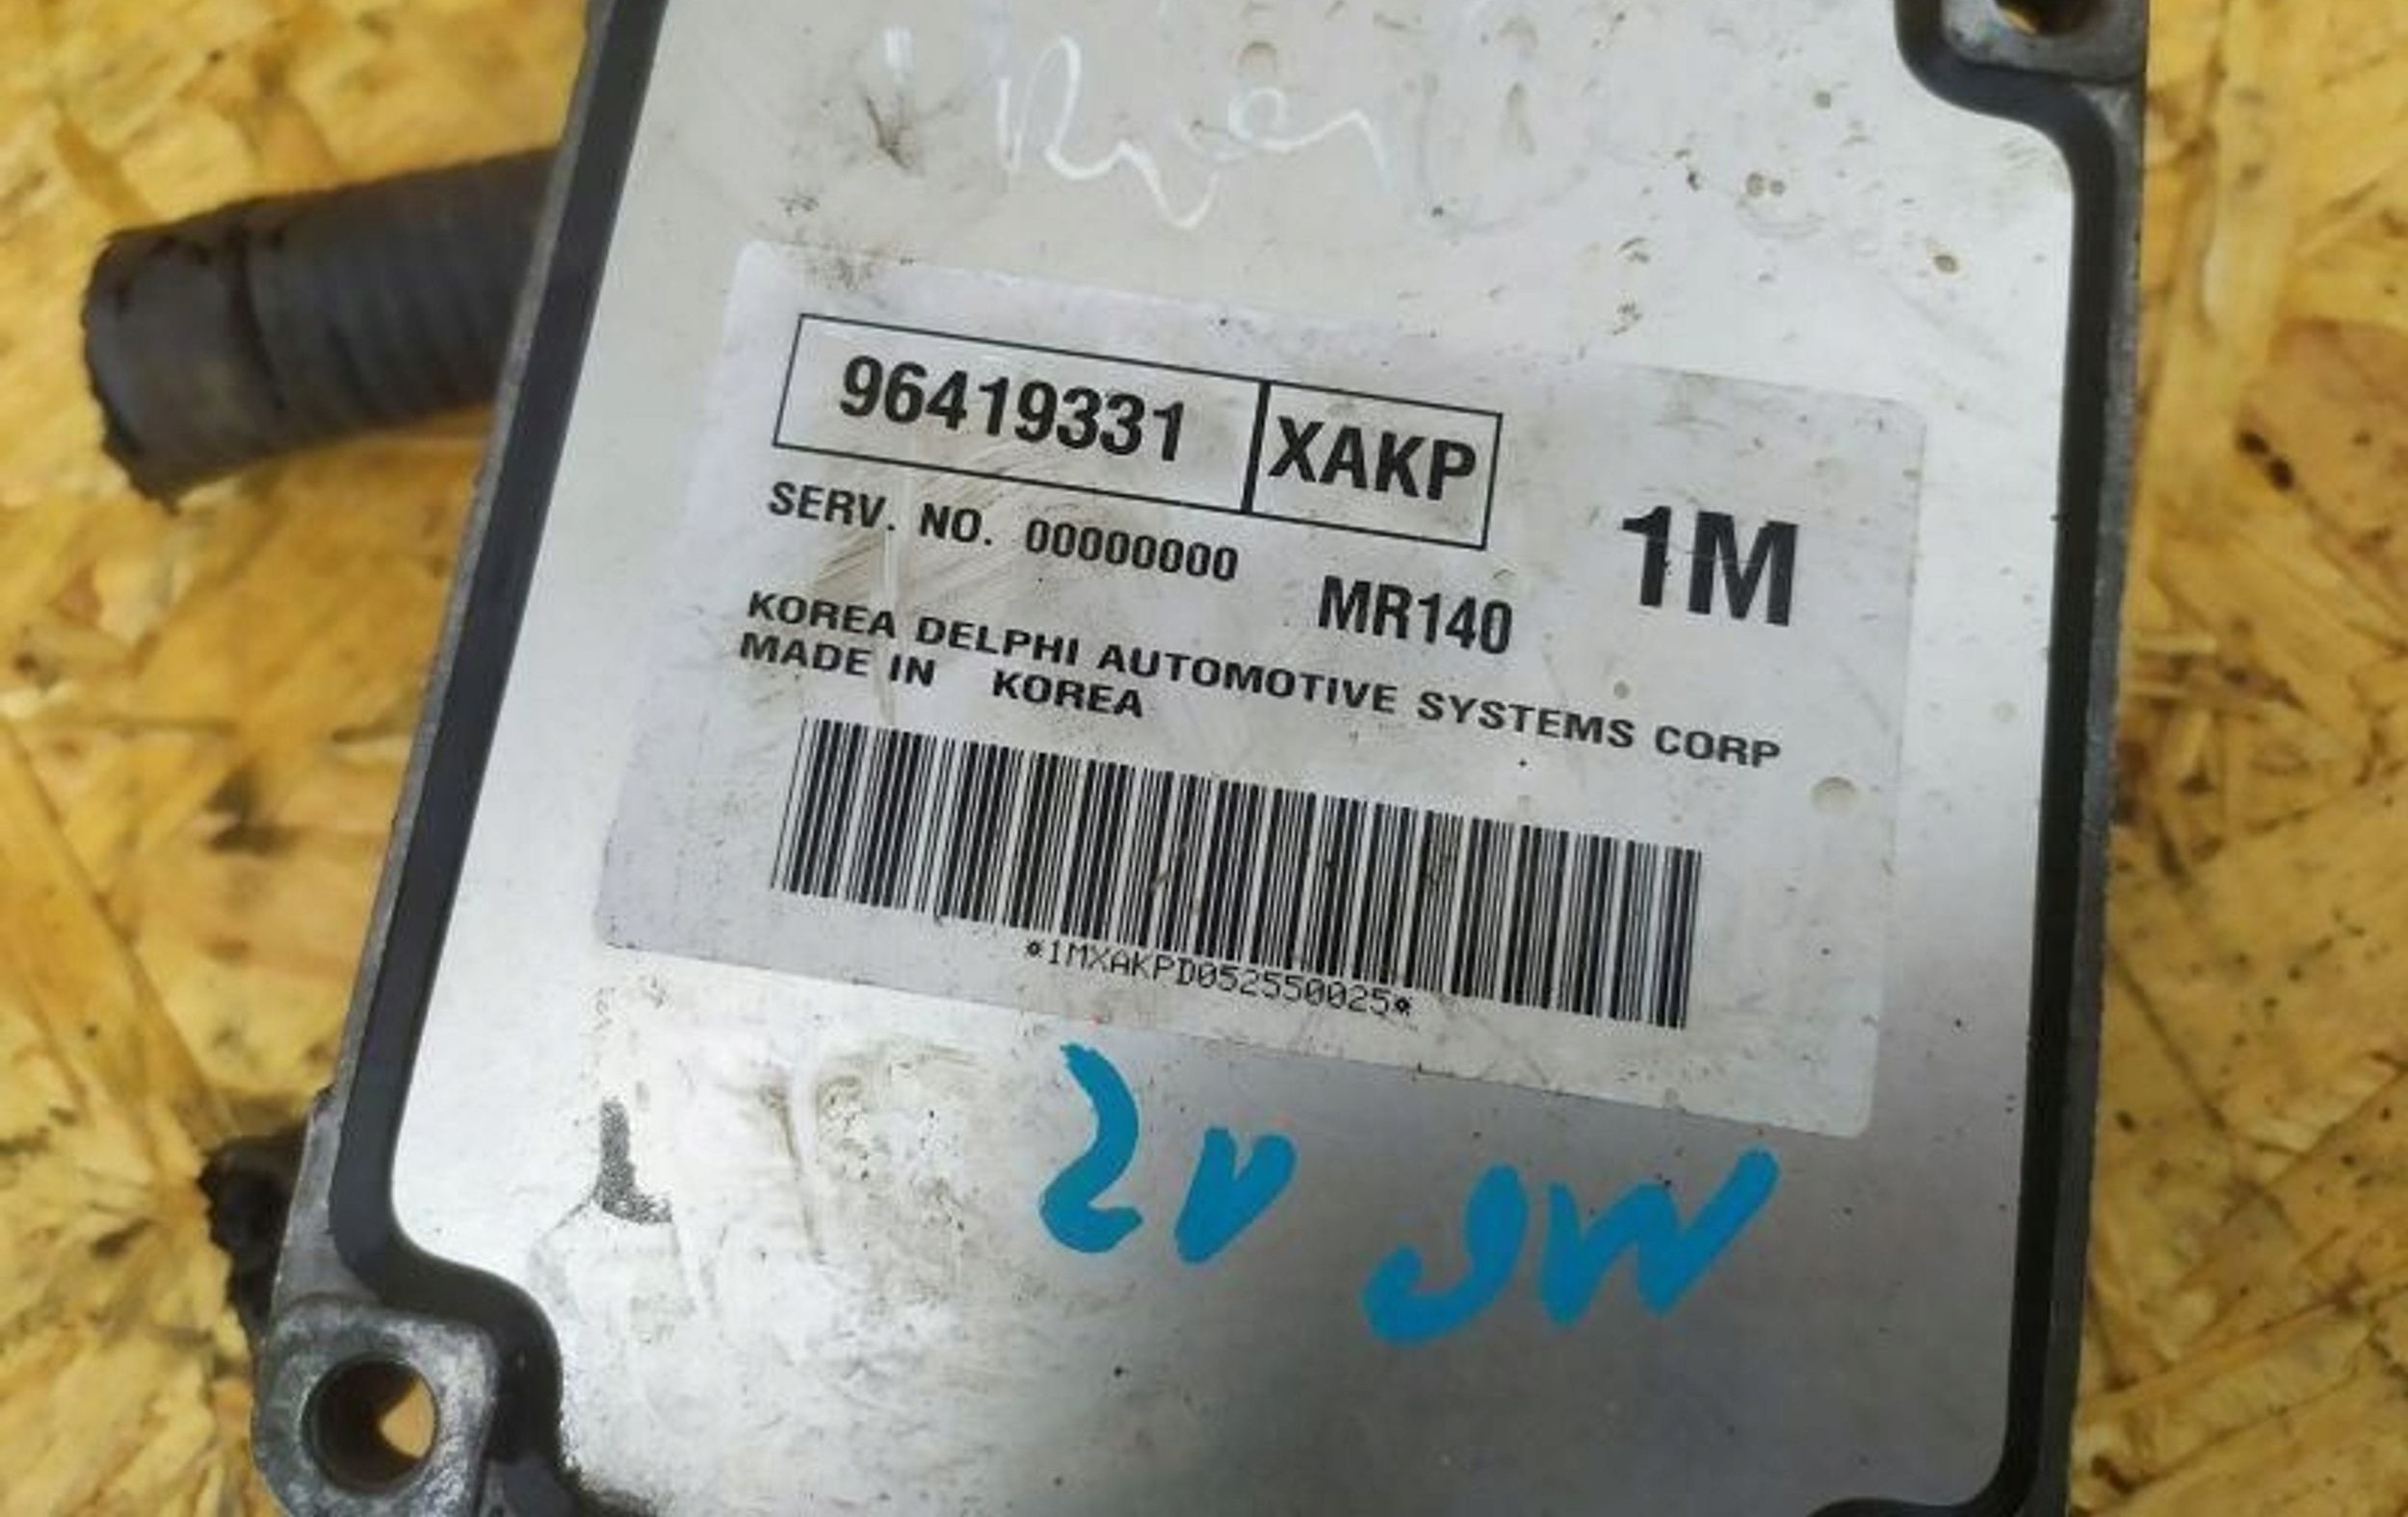 96419331 XAKP
1M
SERV. NO. 00000000
MR140
KOREA DELPHI AUTOMOTIVE SYSTEMS CORP
MADE IN KOREA
*1MXAKPD052550025*